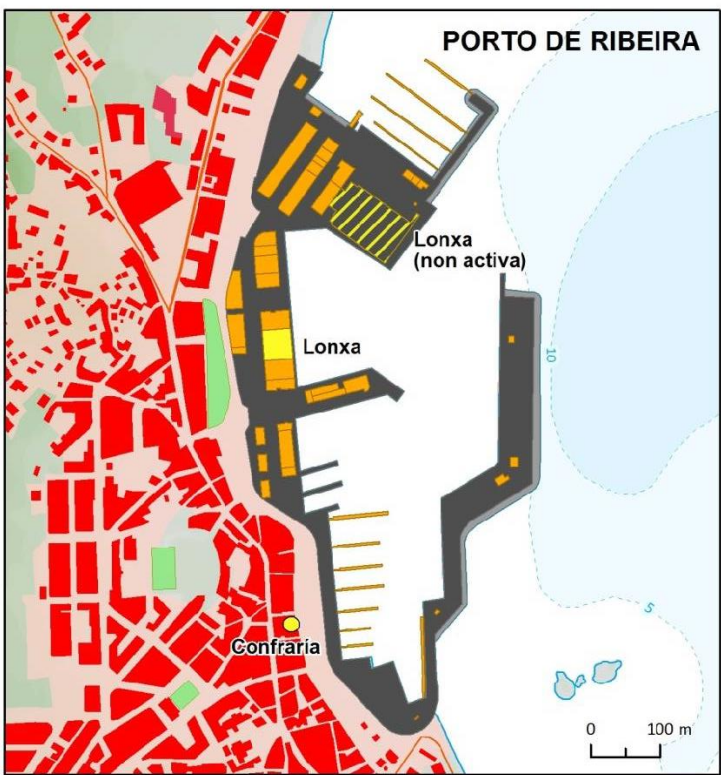 PORTO DE RIBEIRA
Lonxa
(non activa)
Lonxa
10
5
Confraría
0 100 m